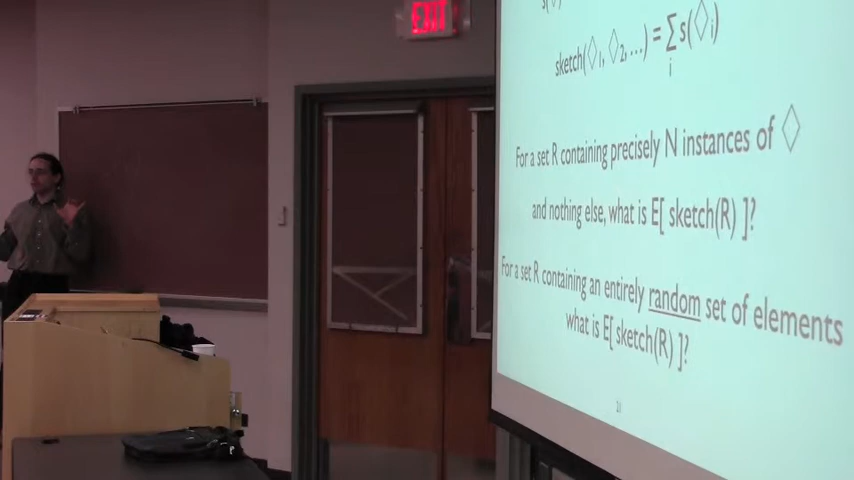 EXIT
s(◊)
sketch(◊1, ◊2, ...) = ∑ s(◊i)
i
For a set R containing precisely N instances of ◊
and nothing else, what is E[ sketch(R) ]?
For a set R containing an entirely random set of elements
what is E[ sketch(R) ]?